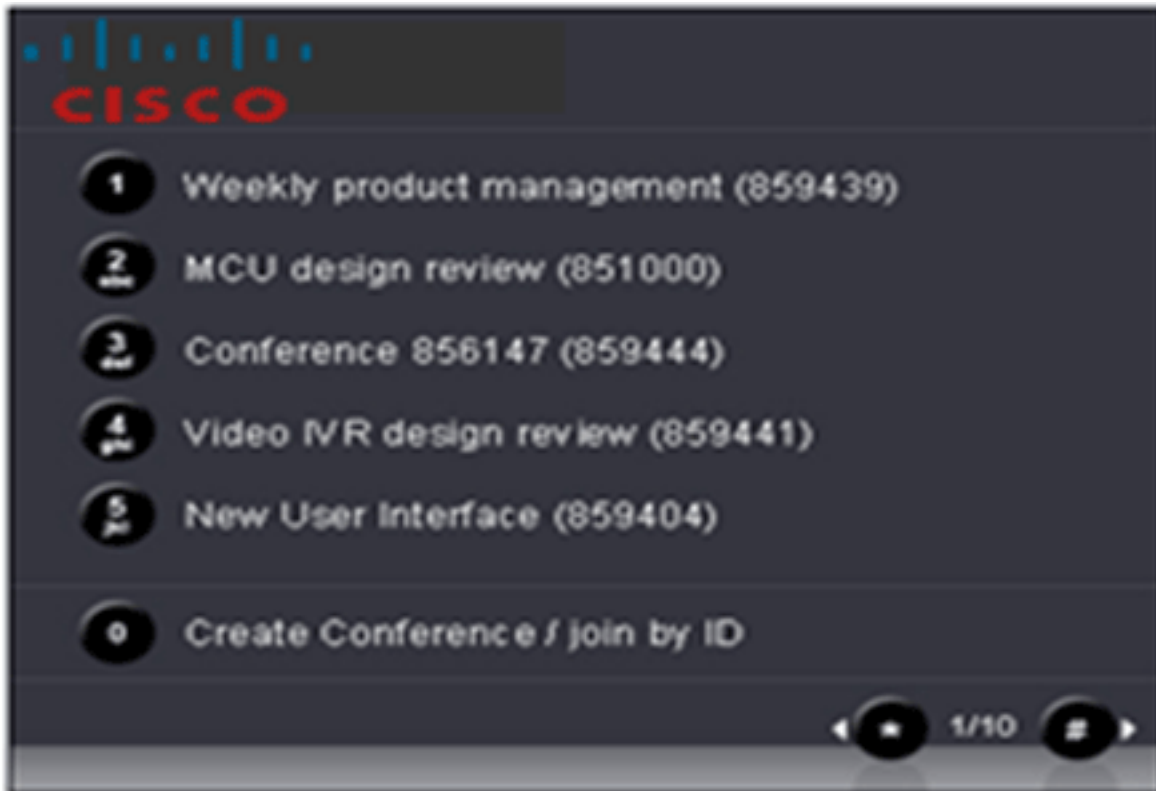 CISCO
1 Weekly product management (859439)
2 abc MCU design review (851000)
3 def Conference 856147 (859444)
4 ghi Video IVR design review (859441)
5 jkl New User Interface (859404)
0 Create Conference / join by ID
* 1/10 #